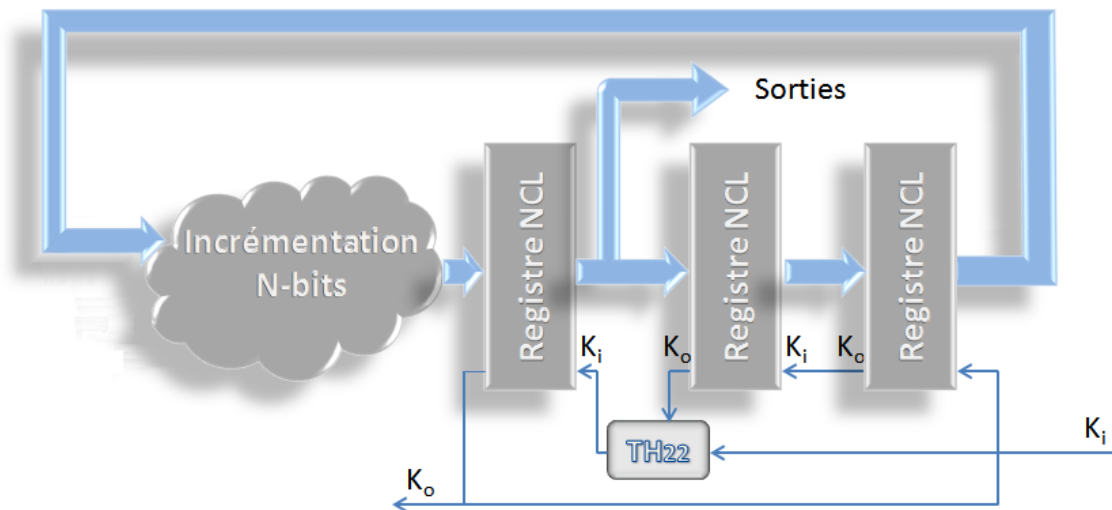 Sorties
Incrémentation
N-bits
Registre NCL
Registre NCL
Registre NCL
Ki
Ko
Ki
Ko
TH22
Ki
Ko